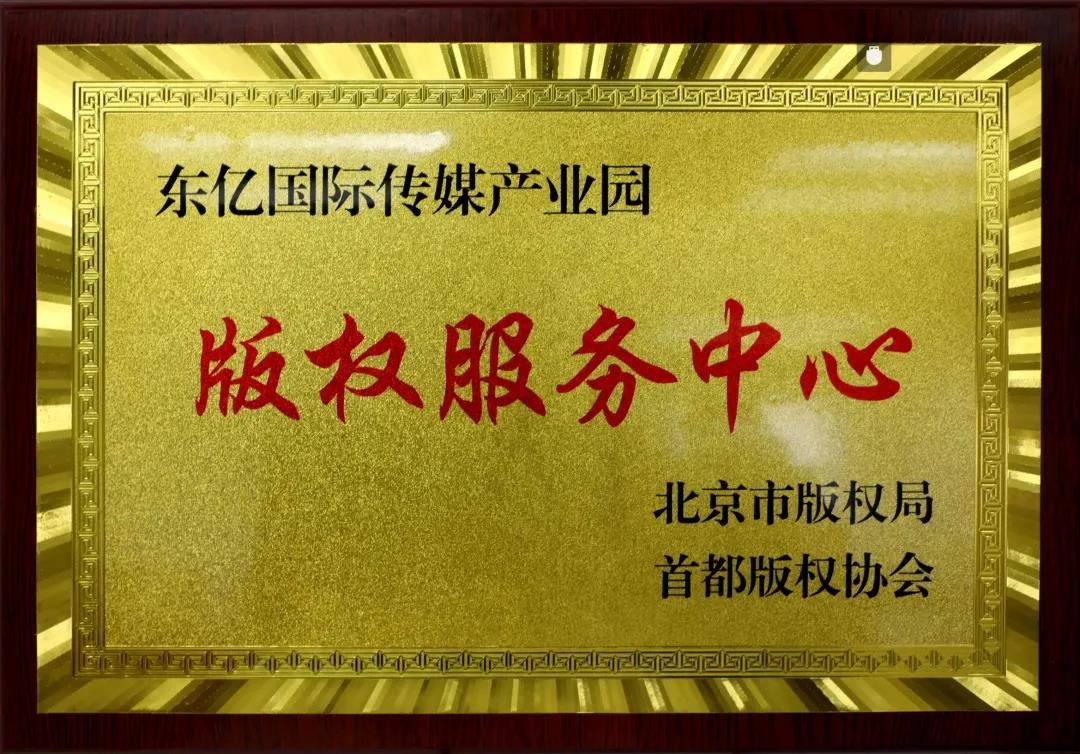 东亿国际传媒产业园
版权服务中心
北京市版权局
首都版权协会